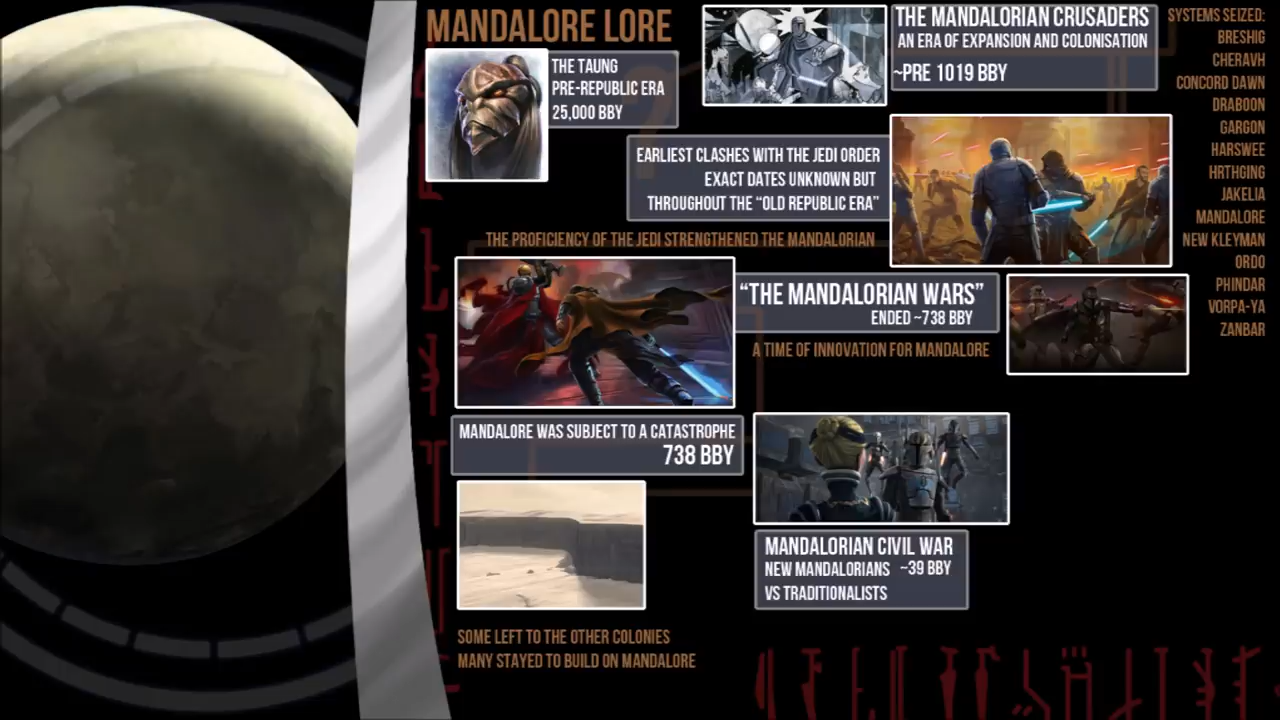 MANDALORE LORE
THE TAUNG
PRE-REPUBLIC ERA
25,000 BBY
THE MANDALORIAN CRUSADERS
AN ERA OF EXPANSION AND COLONISATION
~PRE 1019 BBY
SYSTEMS SEIZED:
BRESHIG
CHERAVH
CONCORD DAWN
DRABOON
GARGON
HARSWEE
HRTHGING
JAKELIA
MANDALORE
NEW KLEYMAN
ORDO
PHINDAR
VORPA-YA
ZANBAR
EARLIEST CLASHES WITH THE JEDI ORDER
EXACT DATES UNKNOWN BUT
THROUGHOUT THE “OLD REPUBLIC ERA”
THE PROFICIENCY OF THE JEDI STRENGTHENED THE MANDALORIAN
“THE MANDALORIAN WARS”
ENDED ~738 BBY
A TIME OF INNOVATION FOR MANDALORE
MANDALORE WAS SUBJECT TO A CATASTROPHE
738 BBY
MANDALORIAN CIVIL WAR
NEW MANDALORIANS ~39 BBY
VS TRADITIONALISTS
SOME LEFT TO THE OTHER COLONIES
MANY STAYED TO BUILD ON MANDALORE